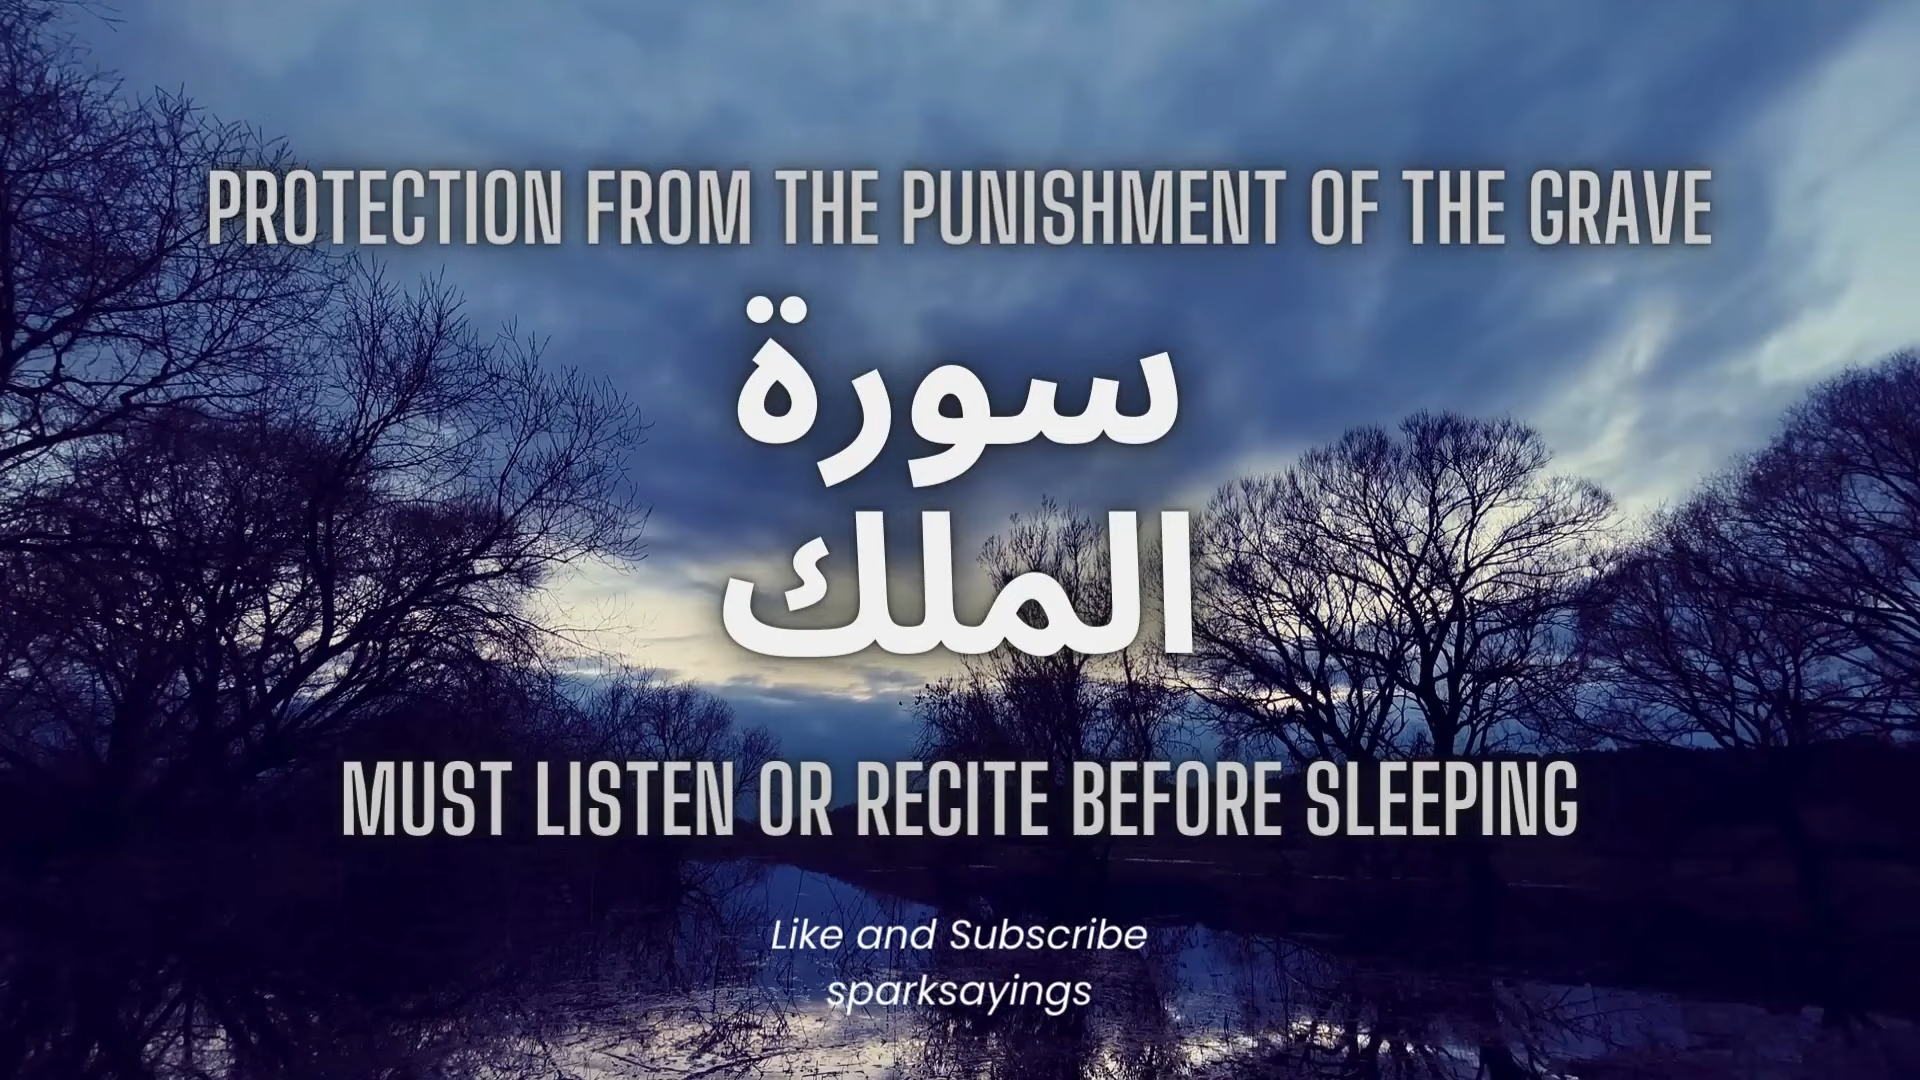 PROTECTION FROM THE PUNISHMENT OF THE GRAVE
سورة
الملك
MUST LISTEN OR RECITE BEFORE SLEEPING
Like and Subscribe
sparksayings